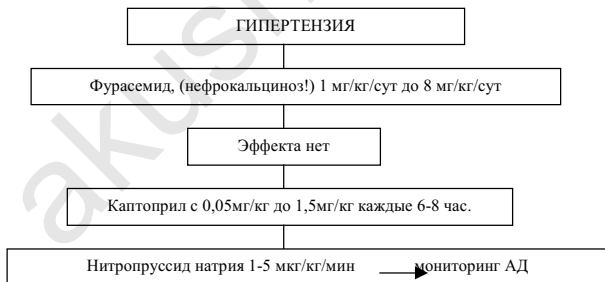 ГИПЕРТЕНЗИЯ
Фурасемид, (нефрокальциноз!) 1 мг/кг/сут до 8 мг/кг/сут
Эффекта нет
Каптоприл с 0,05мг/кг до 1,5мг/кг каждые 6-8 час.
Нитропруссид натрия 1-5 мкг/кг/мин мониторинг АД
akush